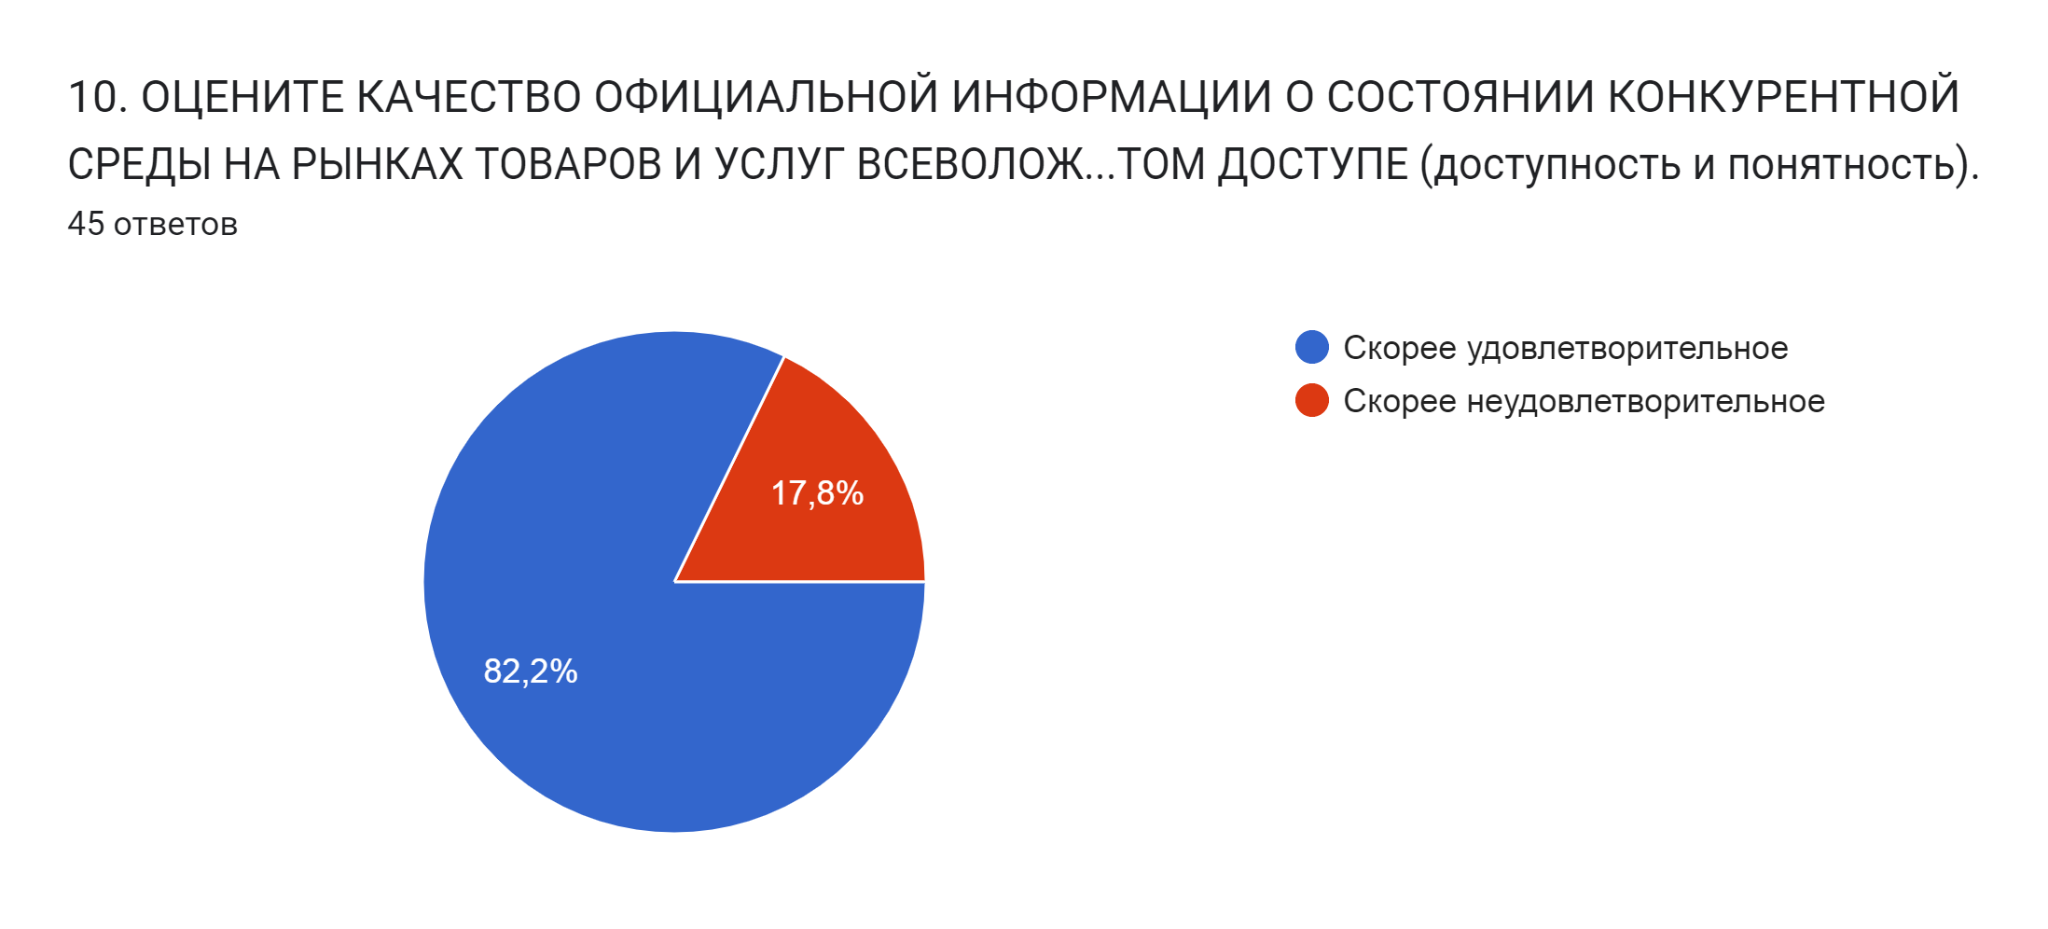 10. ОЦЕНИТЕ КАЧЕСТВО ОФИЦИАЛЬНОЙ ИНФОРМАЦИИ О СОСТОЯНИИ КОНКУРЕНТНОЙ
СРЕДЫ НА РЫНКАХ ТОВАРОВ И УСЛУГ ВСЕВОЛОЖ...ТОМ ДОСТУПЕ (доступность и понятность).
45 ответов
Скорее удовлетворительное
Скорее неудовлетворительное
17,8%
82,2%